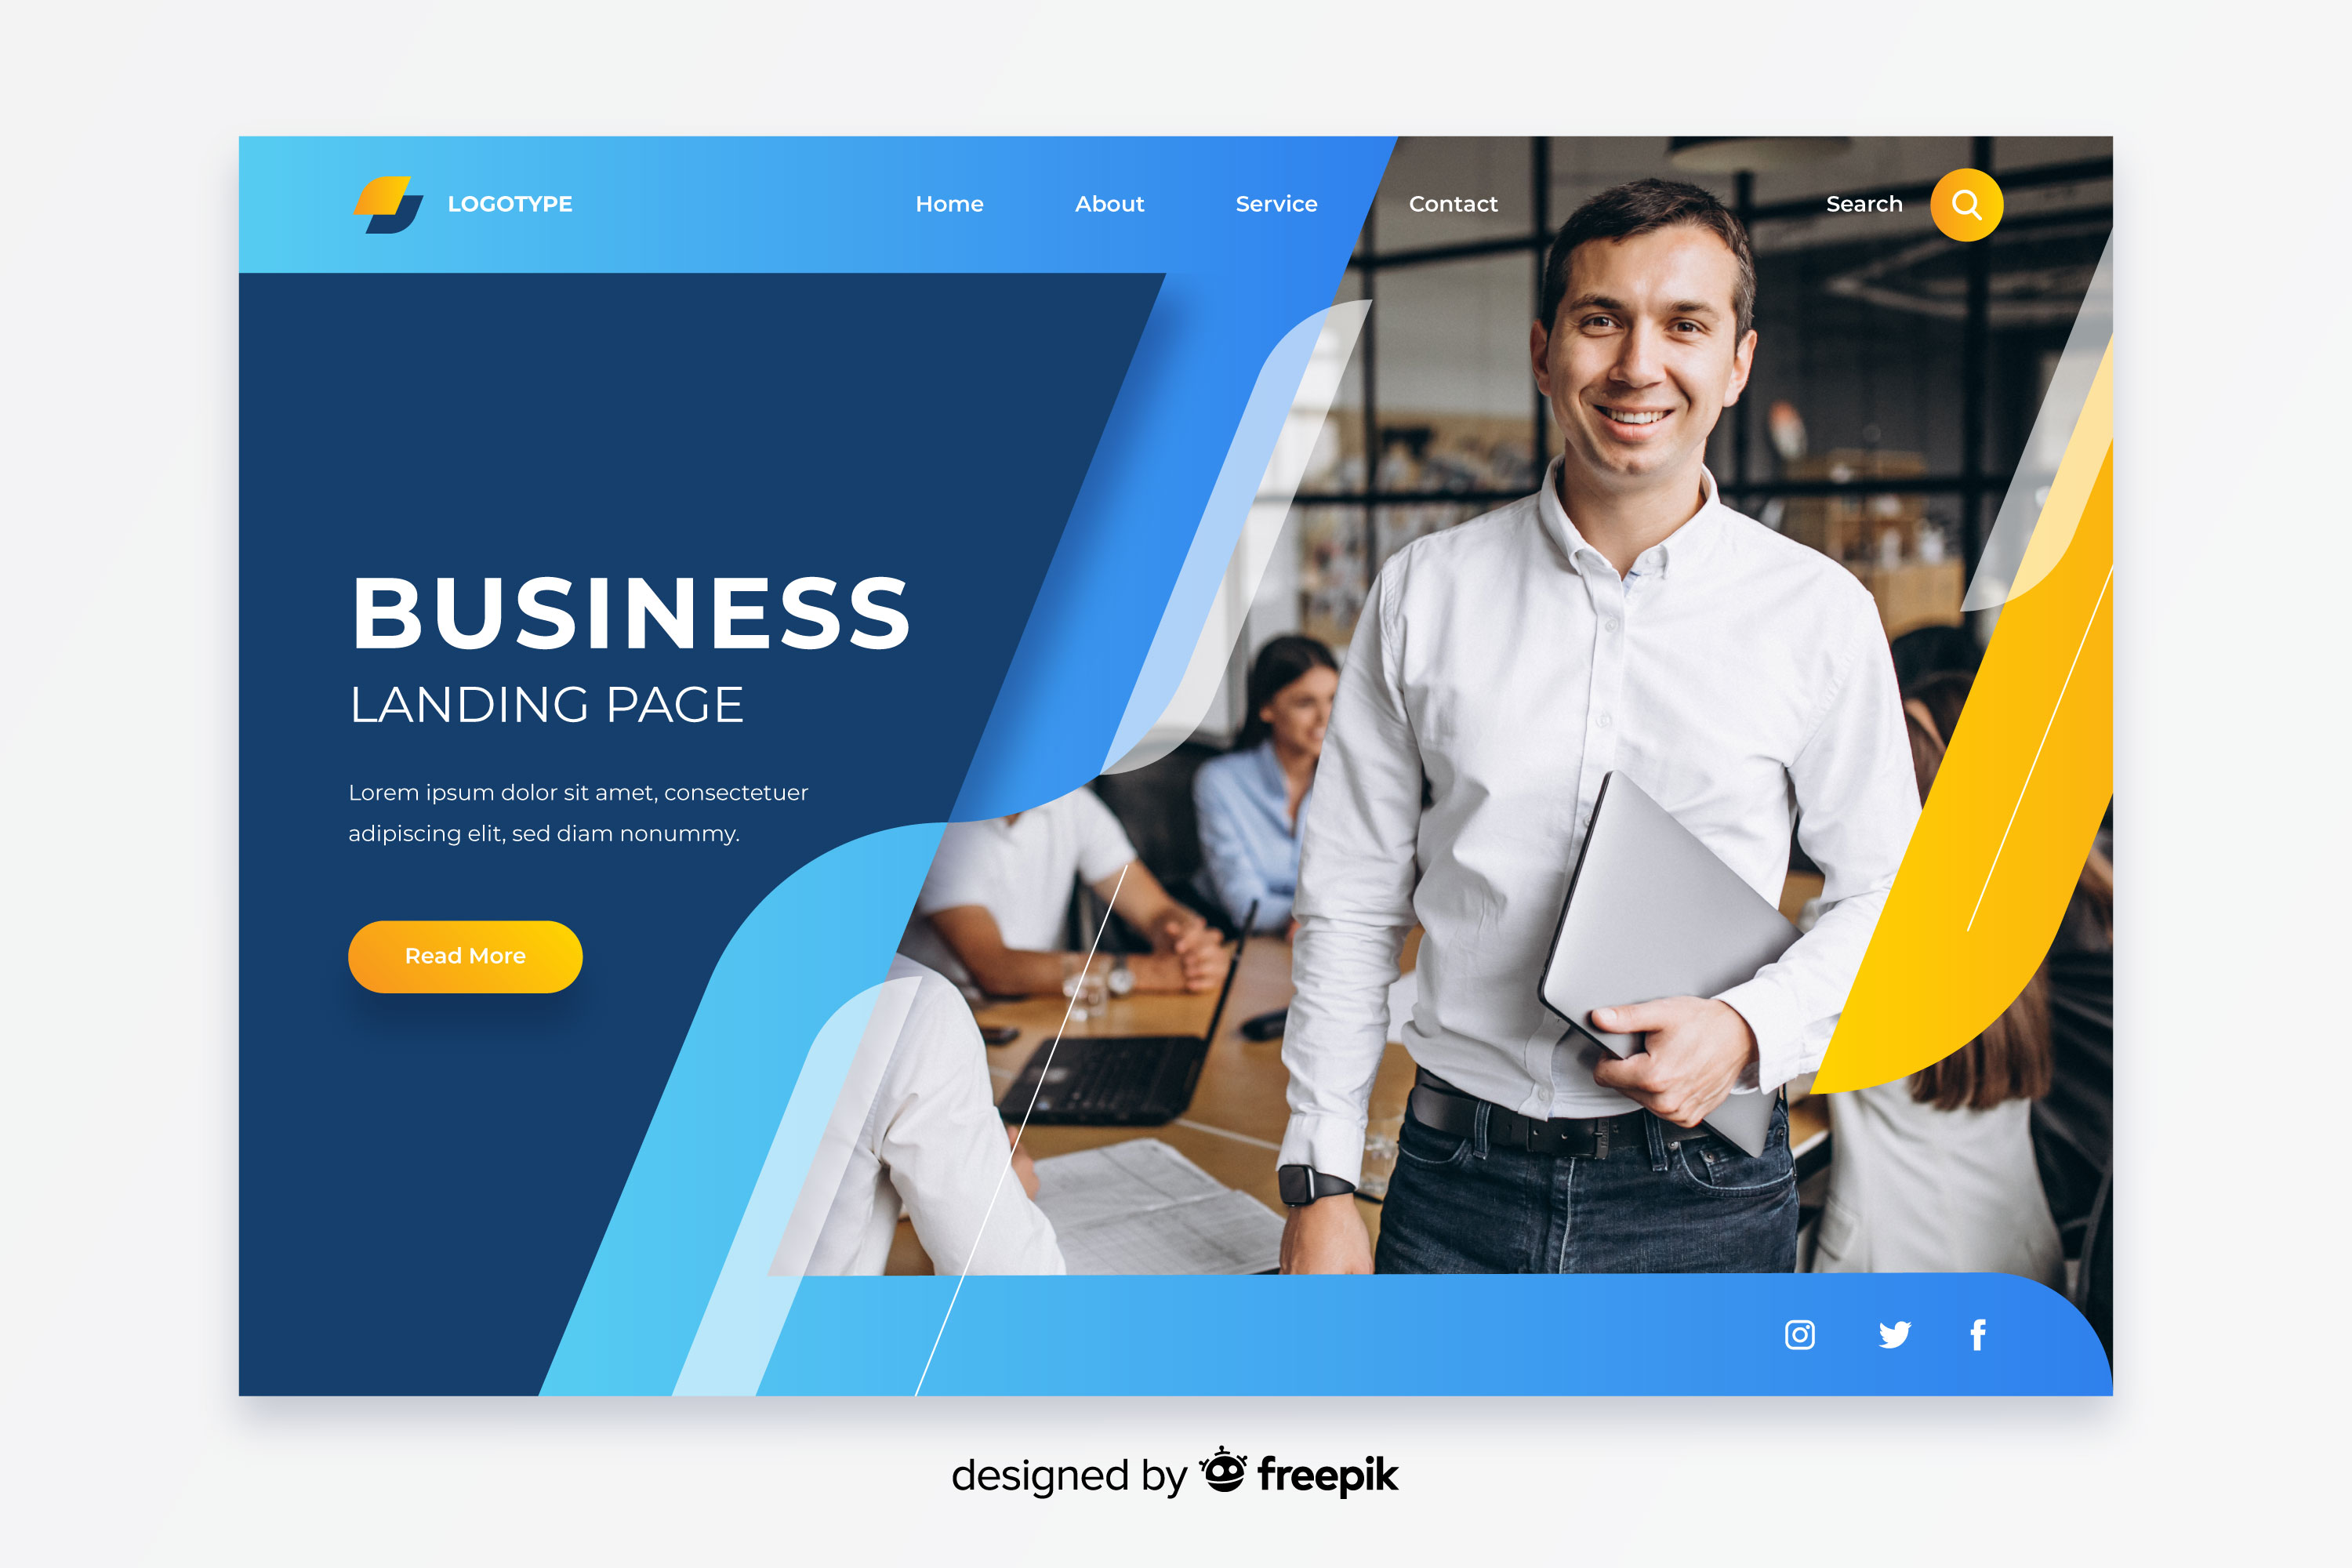 LOGOTYPE Home About Service Contact Search
BUSINESS
LANDING PAGE
Lorem ipsum dolor sit amet, consectetuer
adipiscing elit, sed diam nonummy.
Read More
designed by freepik